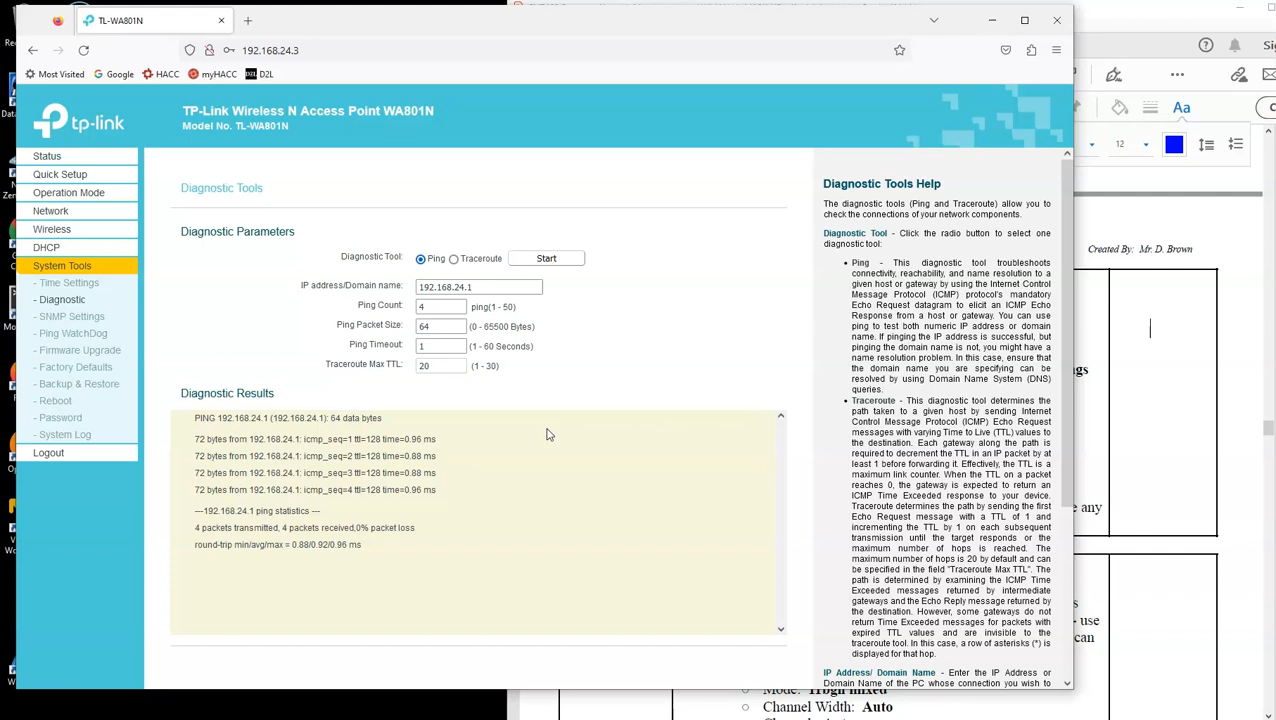 TL-WA801N
192.168.24.3
Most Visited
Google
HACC
myHACC
D2L
D2L
Sign
12
Aa
tp-link
TP-Link Wireless N Access Point WA801N
Model No. TL-WA801N
Status
Quick Setup
Operation Mode
Network
Wireless
DHCP
System Tools
- Time Settings
- Diagnostic
- SNMP Settings
- Ping WatchDog
- Firmware Upgrade
- Factory Defaults
- Backup & Restore
- Reboot
- Password
- System Log
Logout
Diagnostic Tools
Diagnostic Parameters
Diagnostic Tool: Ping Traceroute Start
IP address/Domain name: 192.168.24.1
Ping Count: 4 ping(1 - 50)
Ping Packet Size: 64 (0 - 65500 Bytes)
Ping Timeout: 1 (1 - 60 Seconds)
Traceroute Max TTL: 20 (1 - 30)
Diagnostic Results
PING 192.168.24.1 (192.168.24.1): 64 data bytes
72 bytes from 192.168.24.1: icmp_seq=1 ttl=128 time=0.96 ms
72 bytes from 192.168.24.1: icmp_seq=2 ttl=128 time=0.88 ms
72 bytes from 192.168.24.1: icmp_seq=3 ttl=128 time=0.88 ms
72 bytes from 192.168.24.1: icmp_seq=4 ttl=128 time=0.96 ms
---192.168.24.1 ping statistics ---
4 packets transmitted, 4 packets received,0% packet loss
round-trip min/avg/max = 0.88/0.92/0.96 ms
Diagnostic Tools Help
The diagnostic tools (Ping and Traceroute) allow you to
check the connections of your network components.
Diagnostic Tool - Click the radio button to select one
diagnostic tool:
• Ping - This diagnostic tool troubleshoots
connectivity, reachability, and name resolution to a
given host or gateway by using the Internet Control
Message Protocol (ICMP) protocol's mandatory
Echo Request datagram to elicit an ICMP Echo
Response from a host or gateway. You can use
ping to test both numeric IP address or domain
name. If pinging the IP address is successful, but
pinging the domain name is not, you might have a
name resolution problem. In this case, ensure that
the domain name you are specifying can be
resolved by using Domain Name System (DNS)
queries.
• Traceroute - This diagnostic tool determines the
path taken to a given host by sending Internet
Control Message Protocol (ICMP) Echo Request
messages with varying Time to Live (TTL) values to
the destination. Each gateway along the path is
required to decrement the TTL in an IP packet by at
least 1 before forwarding it. Effectively, the TTL is a
maximum link counter. When the TTL on a packet
reaches 0, the gateway is expected to return an
ICMP Time Exceeded response to your device.
Traceroute determines the path by sending the first
Echo Request message with a TTL of 1 and
incrementing the TTL by 1 on each subsequent
transmission until the target responds or the
maximum number of hops is reached. The
maximum number of hops is 20 by default and can
be specified in the field "Traceroute Max TTL". The
path is determined by examining the ICMP Time
Exceeded messages returned by intermediate
gateways and the Echo Reply message returned by
the destination. However, some gateways do not
return Time Exceeded messages for packets with
expired TTL values and are invisible to the
traceroute tool. In this case, a row of asterisks (*) is
displayed for that hop.
IP Address/ Domain Name - Enter the IP Address or
Domain Name of the PC whose connection you wish to
Created By: Mr. D. Brown
ngs
e any
s
- use
can
Mode: 11bgn mixed
Channel Width: Auto